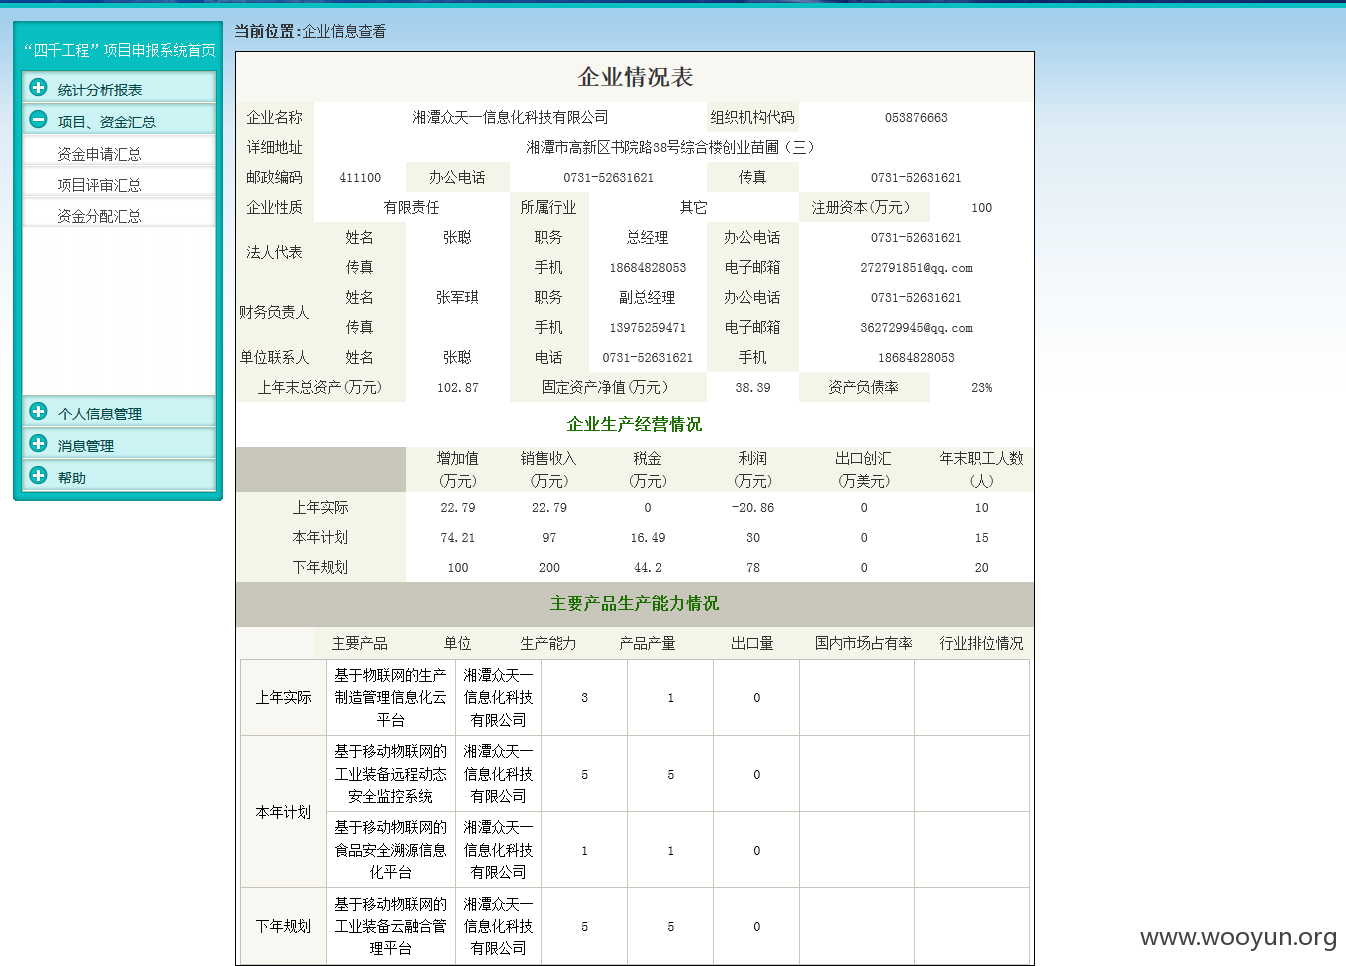 “四千工程”项目申报系统首页
统计分析报表
项目、资金汇总
资金申请汇总
项目评审汇总
资金分配汇总
个人信息管理
消息管理
帮助
当前位置:企业信息查看
企业情况表
企业名称 湘潭众天一信息化科技有限公司 组织机构代码 053876663
详细地址 湘潭市高新区书院路38号综合楼创业苗圃（三）
邮政编码 411100 办公电话 0731-52631621 传真 0731-52631621
企业性质 有限责任 所属行业 其它 注册资本(万元) 100
法人代表 姓名 张聪 职务 总经理 办公电话 0731-52631621
传真 手机 18684828053 电子邮箱 272791851@qq.com
财务负责人 姓名 张军琪 职务 副总经理 办公电话 0731-52631621
传真 手机 13975259471 电子邮箱 362729945@qq.com
单位联系人 姓名 张聪 电话 0731-52631621 手机 18684828053
上年末总资产(万元) 102.87 固定资产净值(万元) 38.39 资产负债率 23%
企业生产经营情况
增加值 销售收入 税金 利润 出口创汇 年末职工人数
(万元) (万元) (万元) (万元) (万美元) (人)
上年实际 22.79 22.79 0 -20.86 0 10
本年计划 74.21 97 16.49 30 0 15
下年规划 100 200 44.2 78 0 20
主要产品生产能力情况
主要产品 单位 生产能力 产品产量 出口量 国内市场占有率 行业排位情况
基于物联网的生产 湘潭众天一
上年实际 制造管理信息化云 信息化科技 3 1 0
平台 有限公司
基于移动物联网的 湘潭众天一
工业装备远程动态 信息化科技 5 5 0
安全监控系统 有限公司
本年计划
基于移动物联网的 湘潭众天一
食品安全溯源信息 信息化科技 1 1 0
化平台 有限公司
基于移动物联网的 湘潭众天一
下年规划 工业装备云融合管 信息化科技 5 5 0
理平台 有限公司
www.wooyun.org